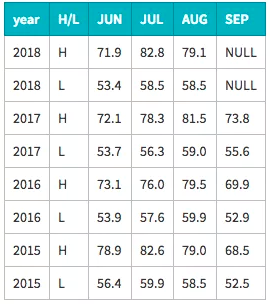 year H/L JUN JUL AUG SEP
2018 H 71.9 82.8 79.1 NULL
2018 L 53.4 58.5 58.5 NULL
2017 H 72.1 78.3 81.5 73.8
2017 L 53.7 56.3 59.0 55.6
2016 H 73.1 76.0 79.5 69.9
2016 L 53.9 57.6 59.9 52.9
2015 H 78.9 82.6 79.0 68.5
2015 L 56.4 59.9 58.5 52.5